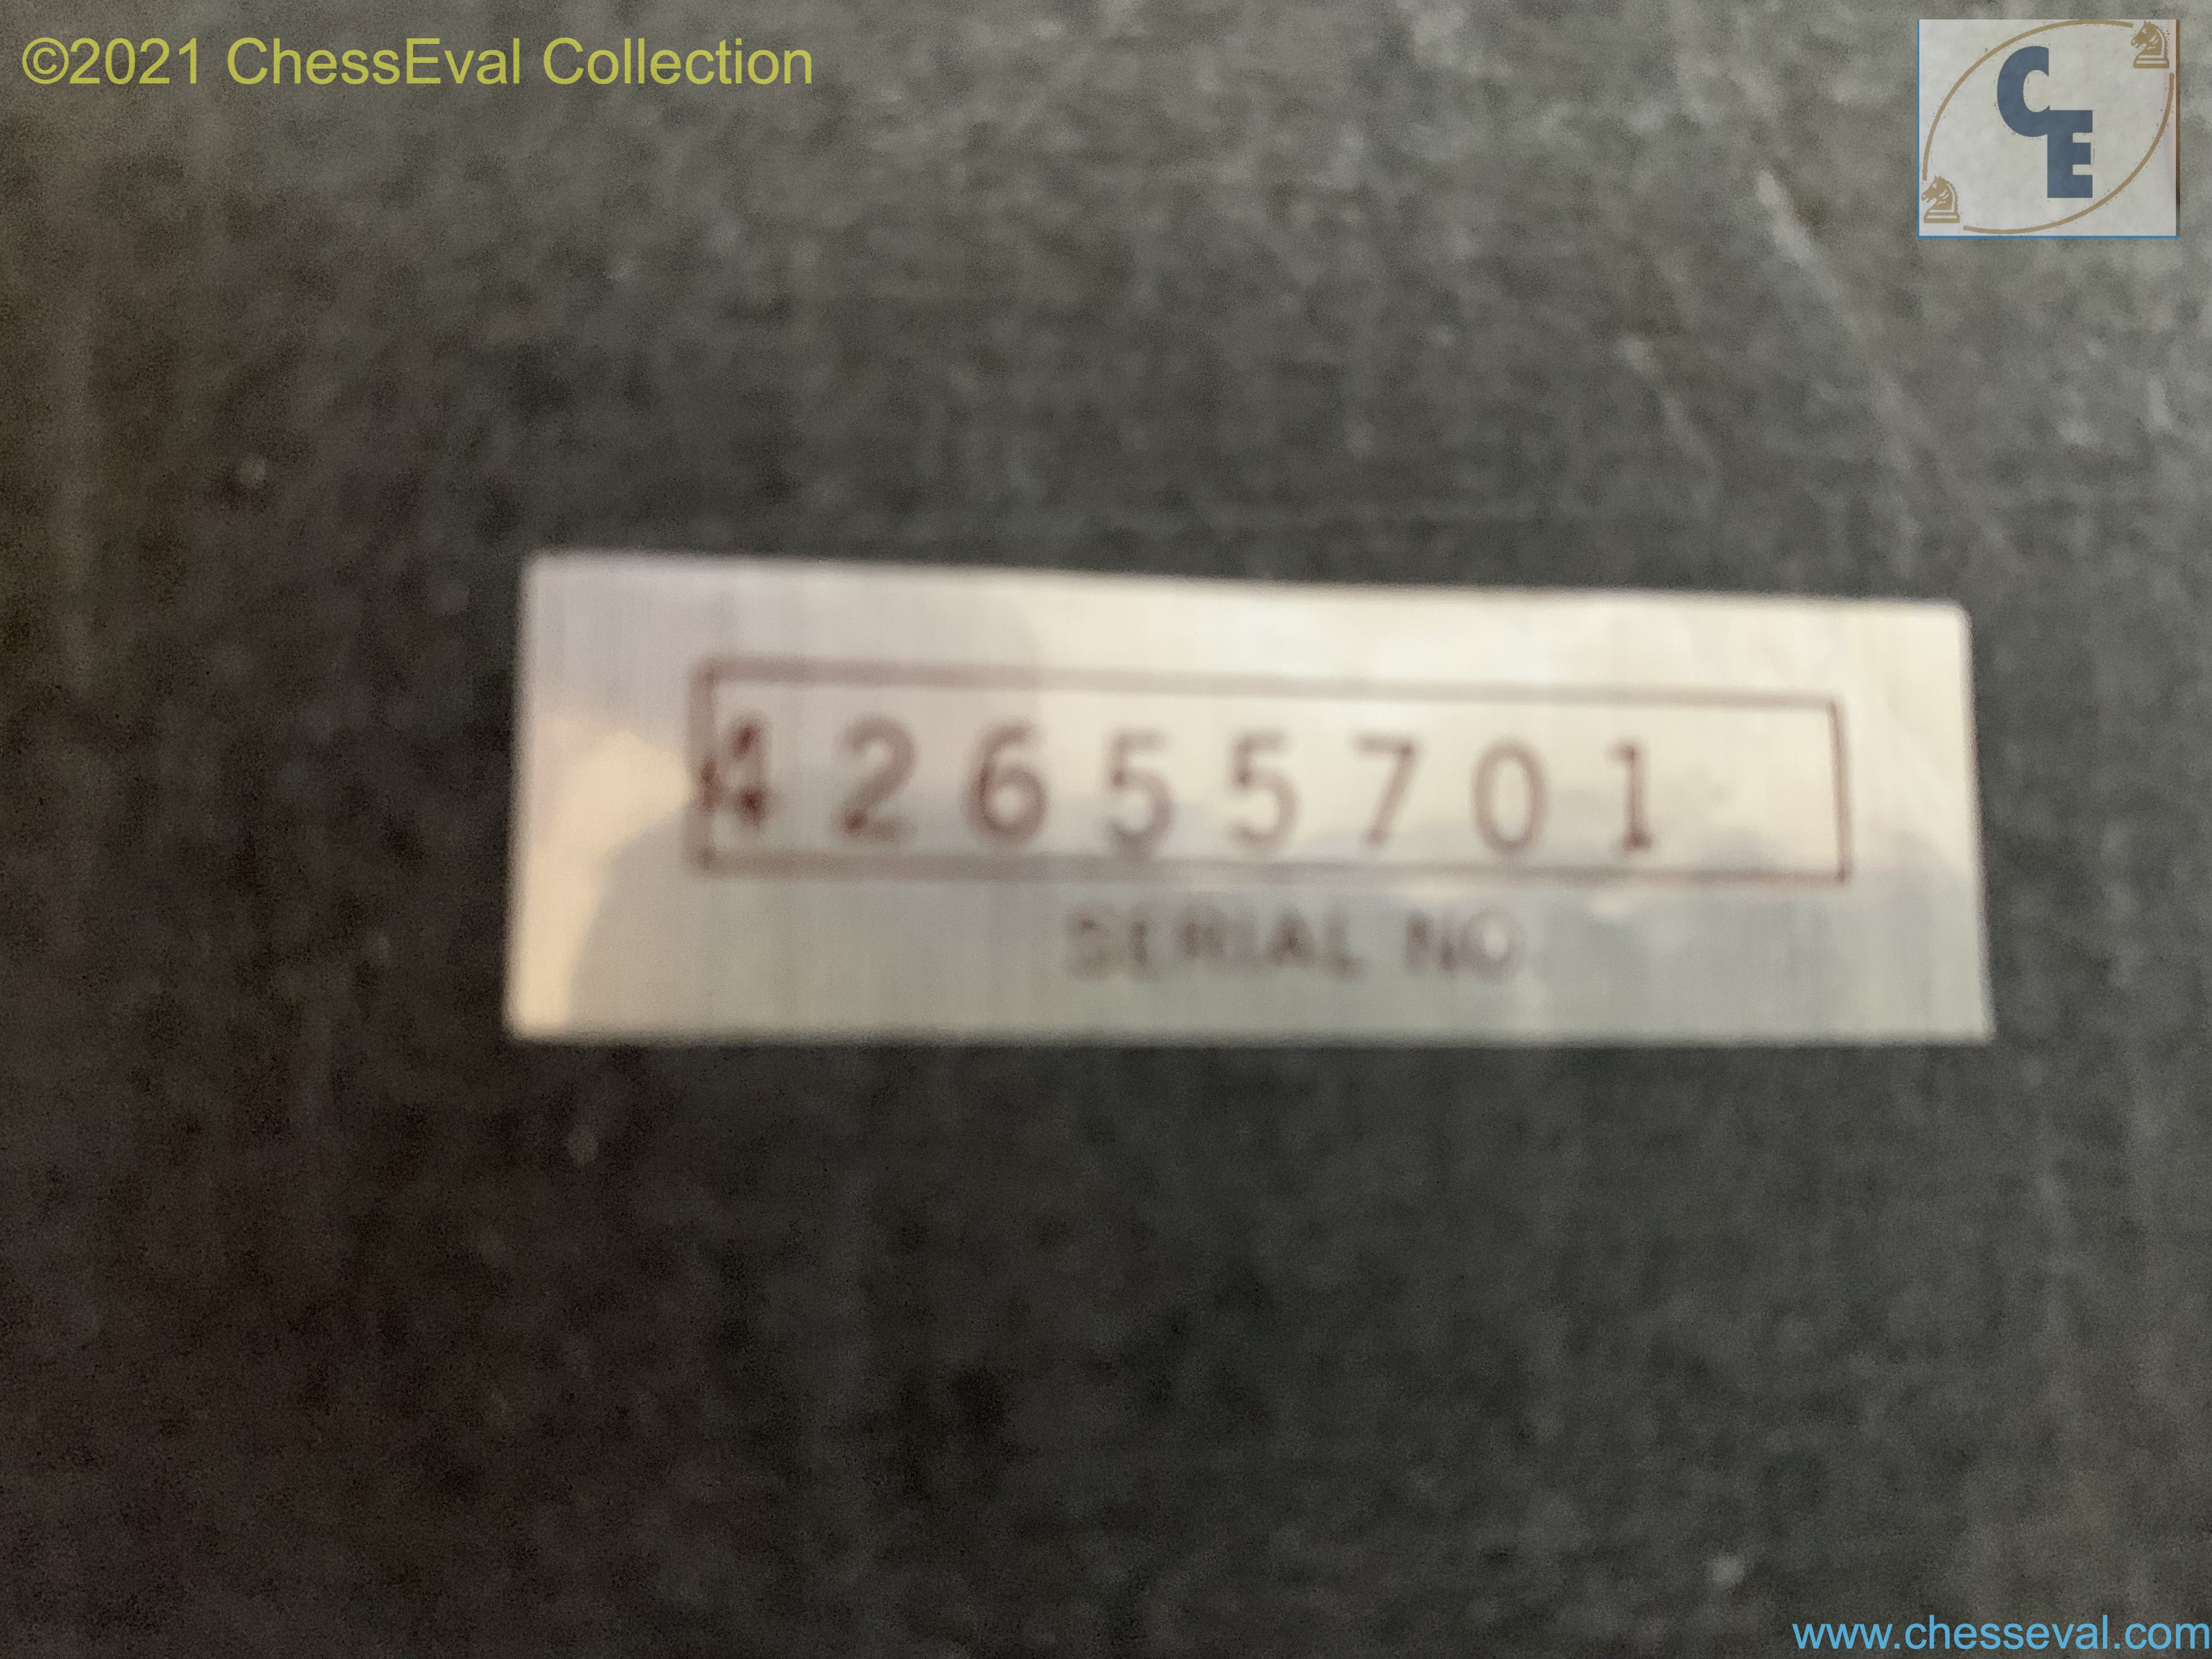 ©2021 ChessEval Collection
CE
42655701
SERIAL NO.
www.chesseval.com